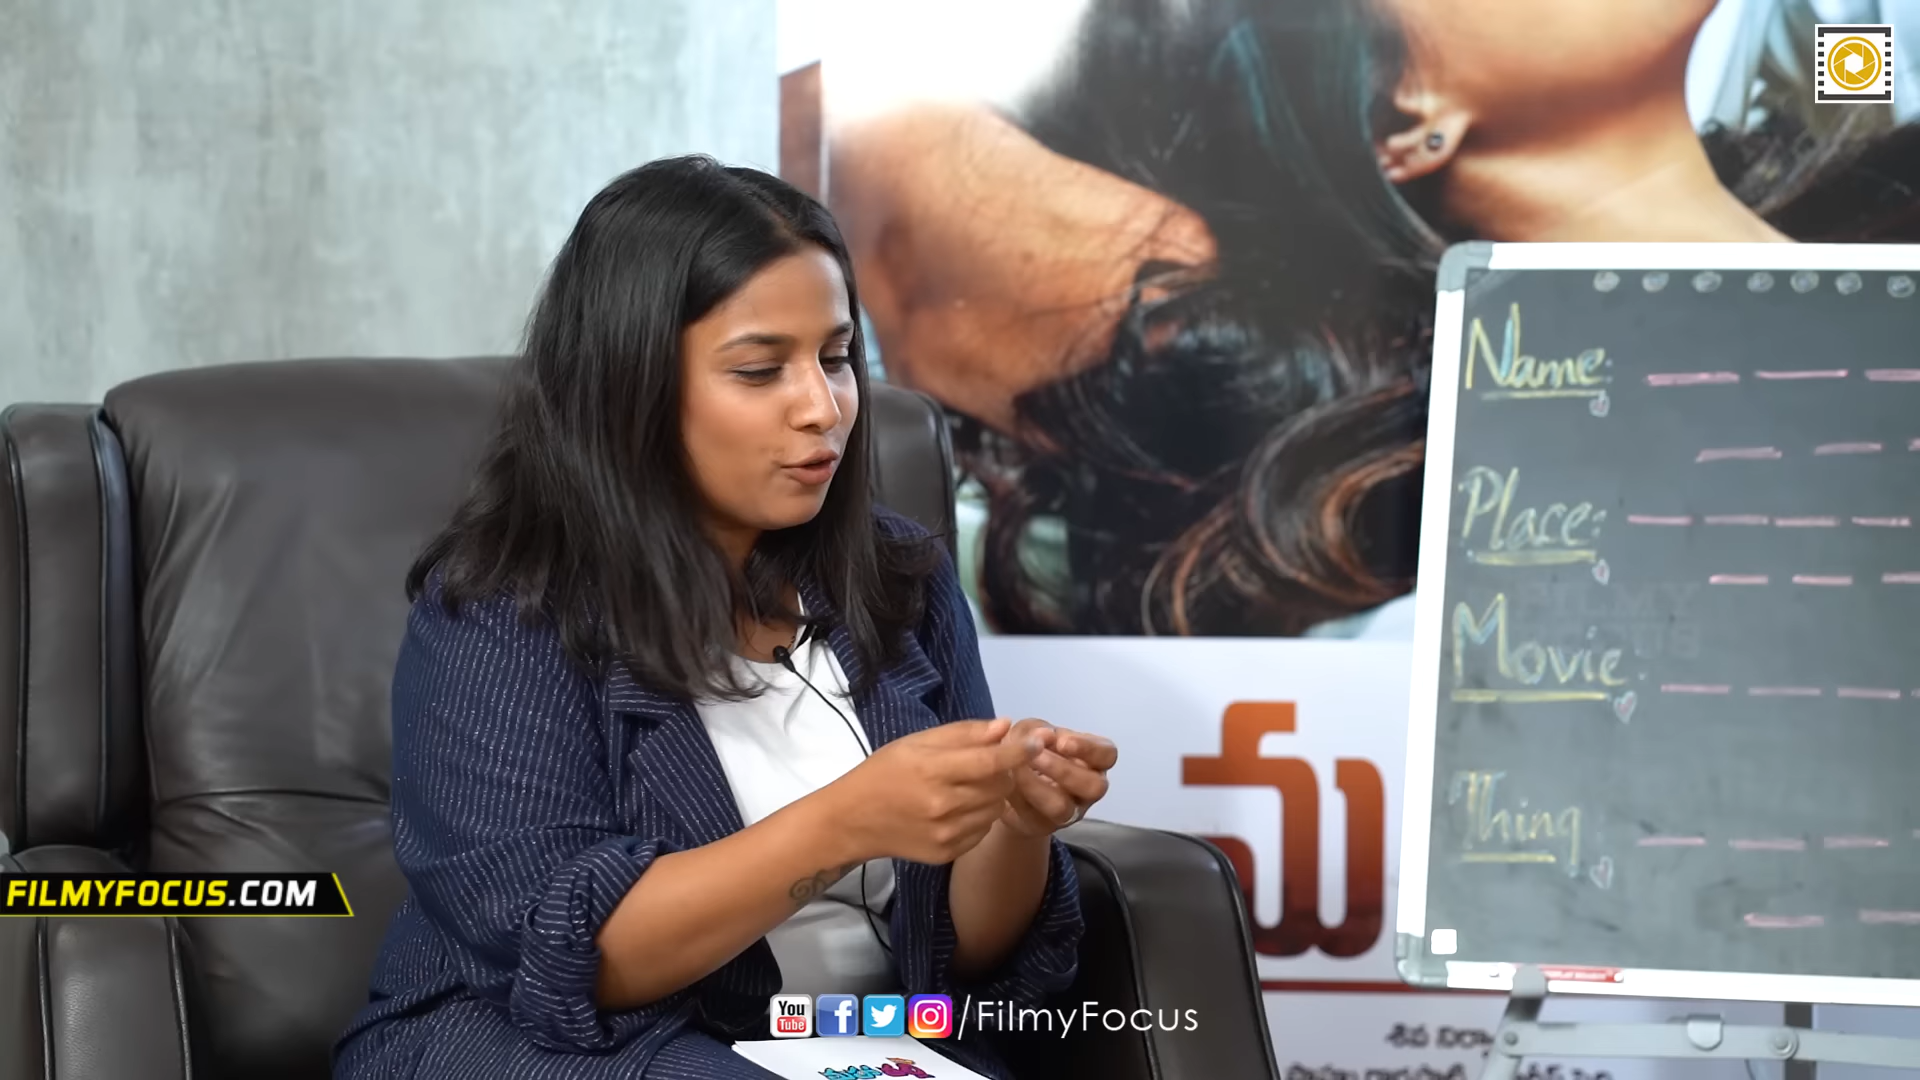 Name:
Place:
Movie:
Thing
మ
FILMYFOCUS.COM
You Tube f /FilmyFocus
శివ నిర్వా